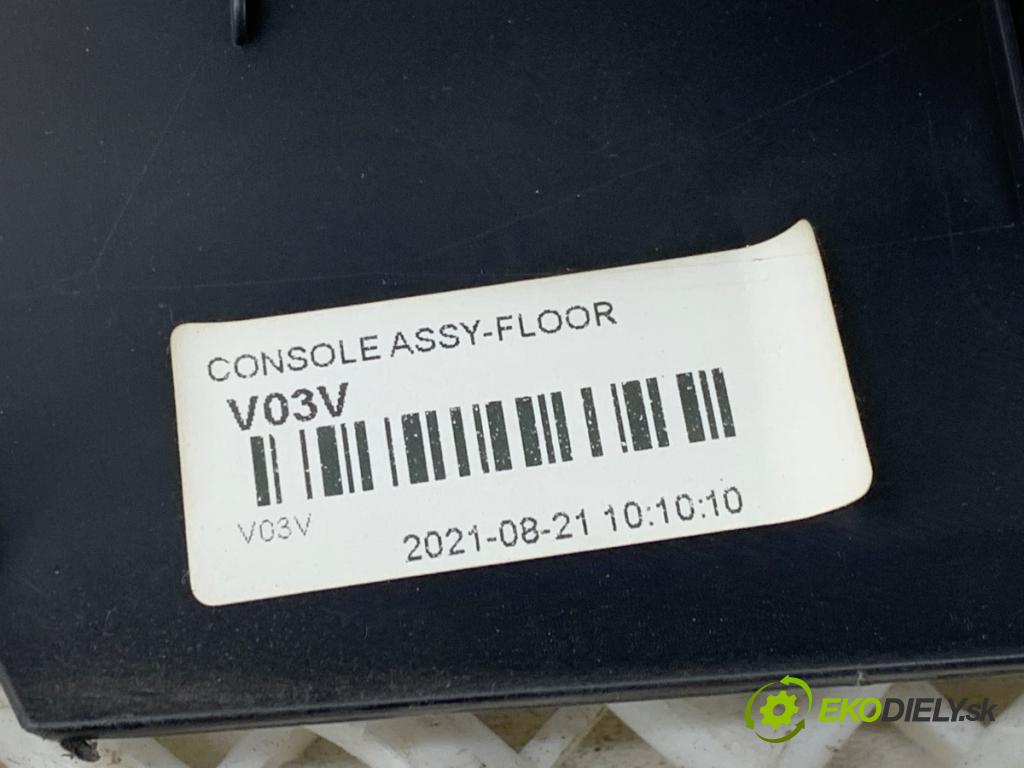 CONSOLE ASSY-FLOOR
V03V
V03V
2021-08-21 10:10:10
EKODIELY.sk